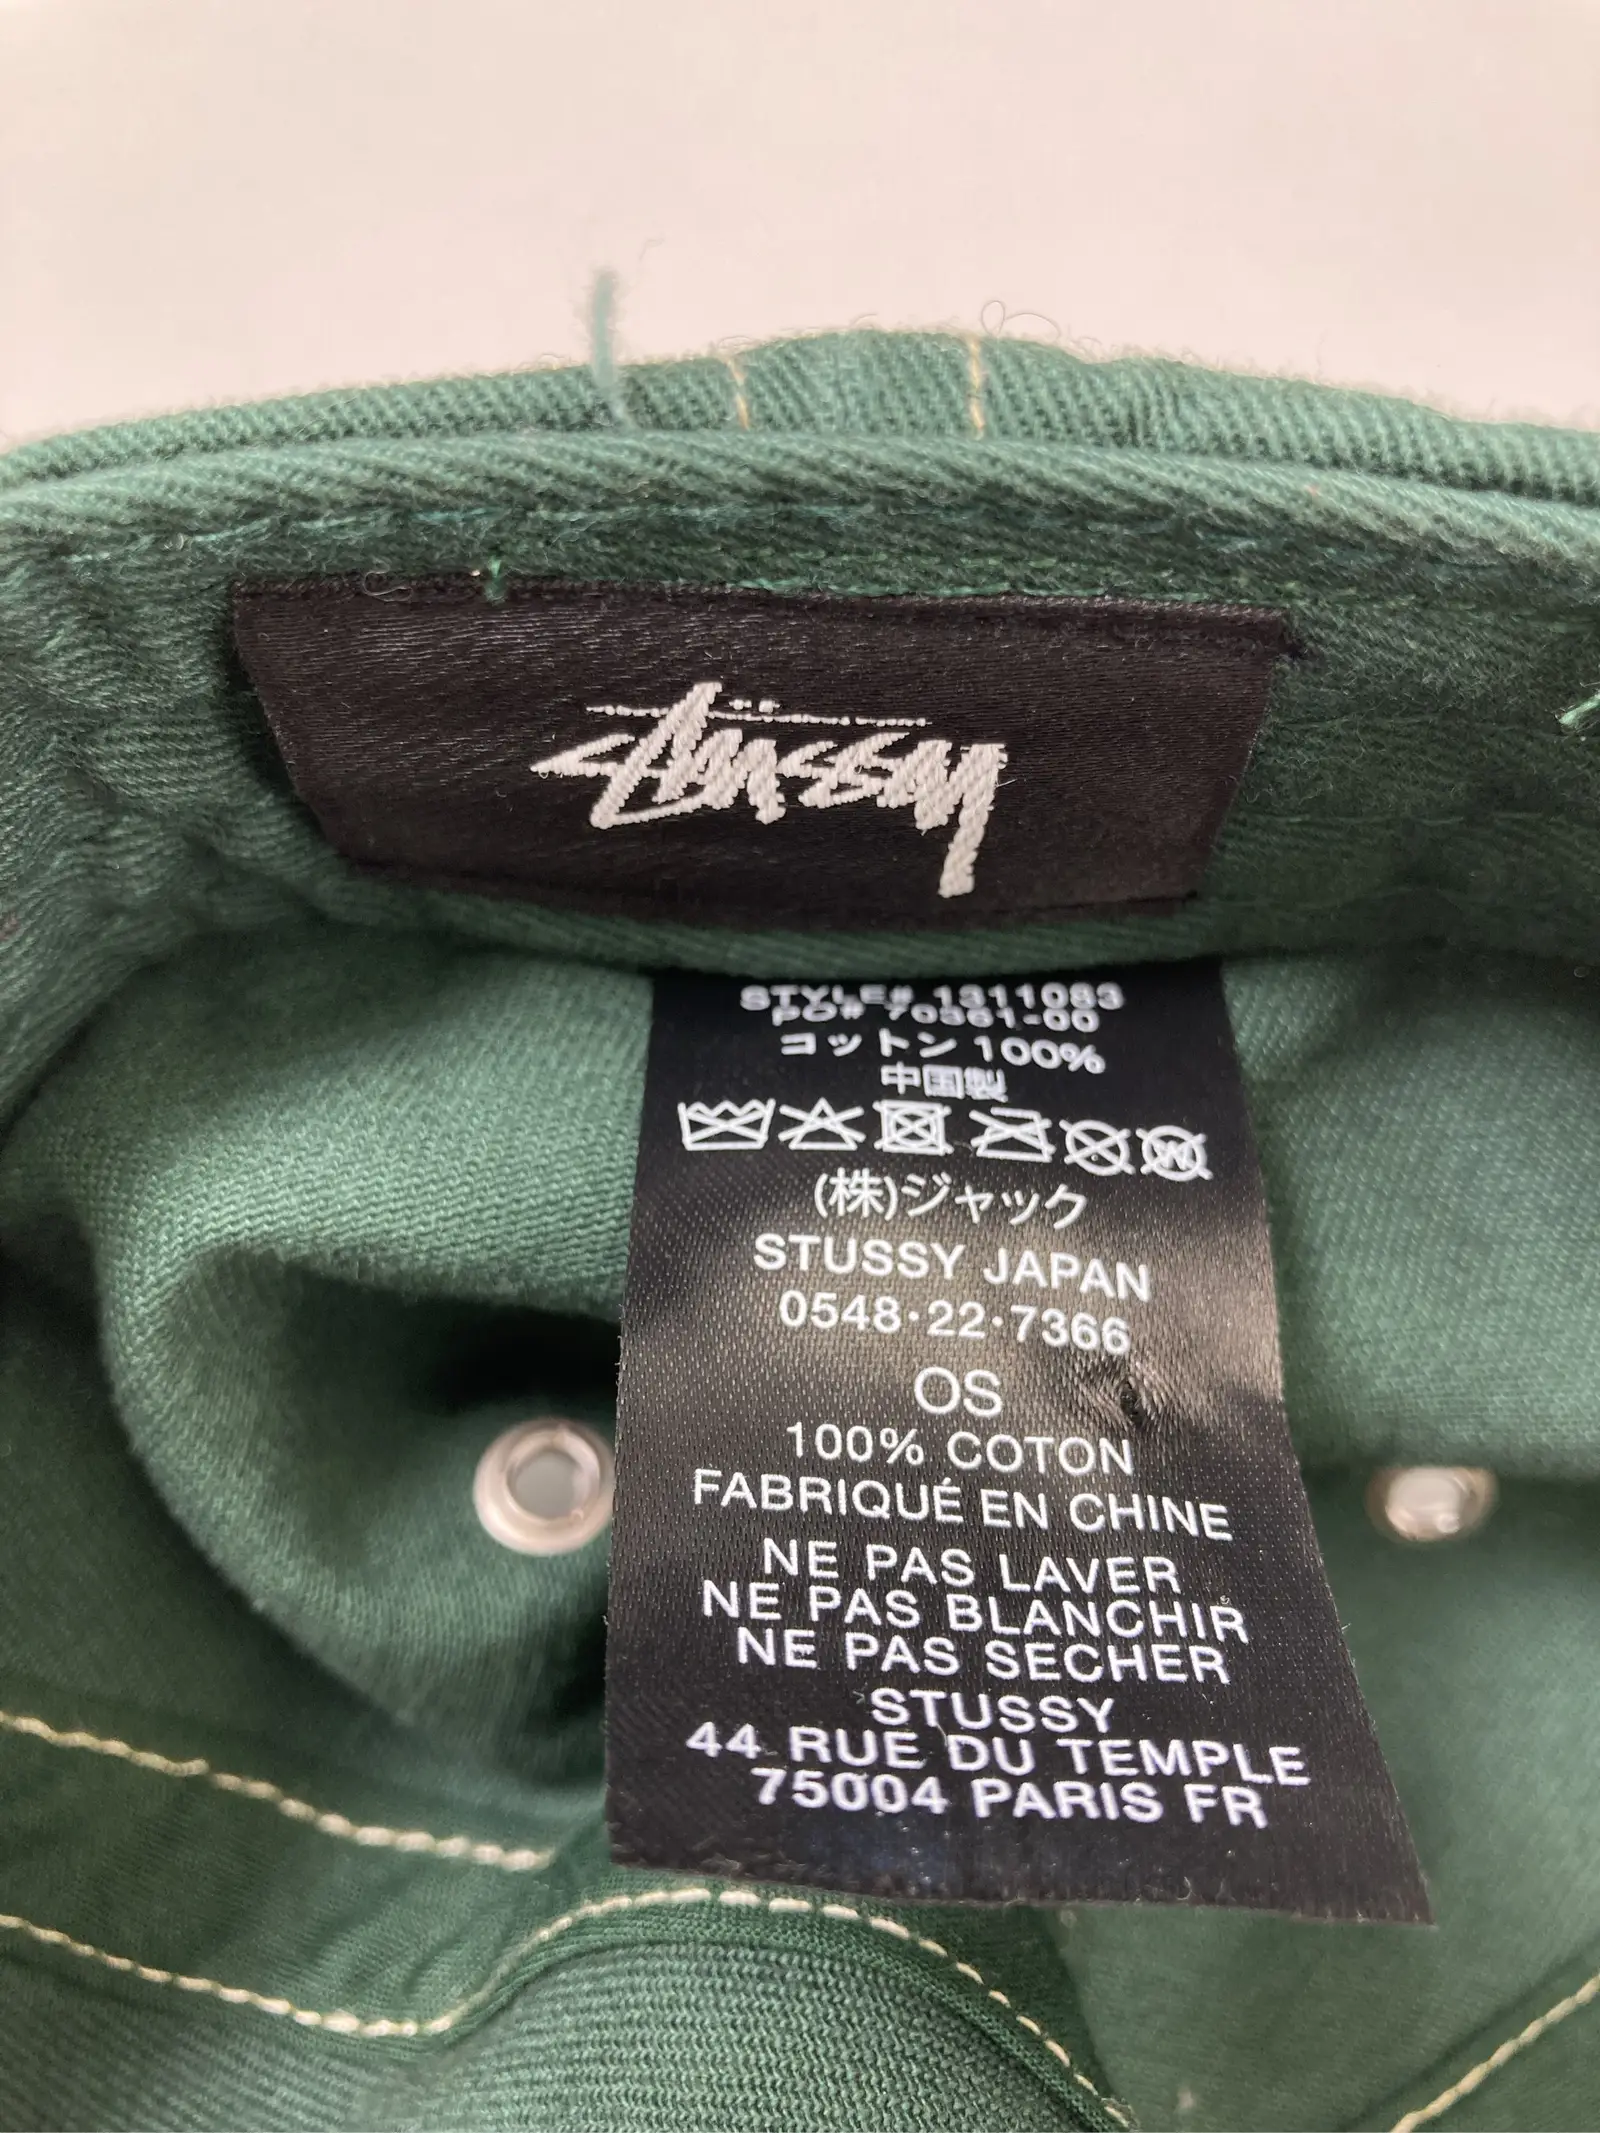 Stüssy
STYLE# 1311083
PO# 70361-00
コットン 100%
中国製
W
(株)ジャック
STUSSY JAPAN
0548·22·7366
OS
100% COTON
FABRIQUÉ EN CHINE
NE PAS LAVER
NE PAS BLANCHIR
NE PAS SECHER
STUSSY
44 RUE DU TEMPLE
75004 PARIS FR